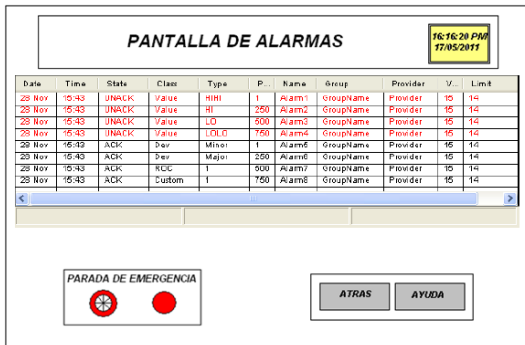 PANTALLA DE ALARMAS
16:16:20 PM
17/05/2011
Date Time State Class Type P... Name Group Provider V... Limit
28 Nov 15:43 UNACK Value HIHI 1 Alarm1 GroupName Provider 15 14
28 Nov 15:43 UNACK Value HI 250 Alarm2 GroupName Provider 15 14
28 Nov 15:43 UNACK Value LO 500 Alarm3 GroupName Provider 15 14
28 Nov 15:43 UNACK Value LOLO 750 Alarm4 GroupName Provider 15 14
28 Nov 15:43 ACK Dev Minor 1 Alarm5 GroupName Provider 15 14
28 Nov 15:43 ACK Dev Major 250 Alarm6 GroupName Provider 15 14
28 Nov 15:43 ACK ROC 1 500 Alarm7 GroupName Provider 15 14
28 Nov 15:43 ACK Custom 1 750 Alarm8 GroupName Provider 15 14
PARADA DE EMERGENCIA
ATRAS AYUDA